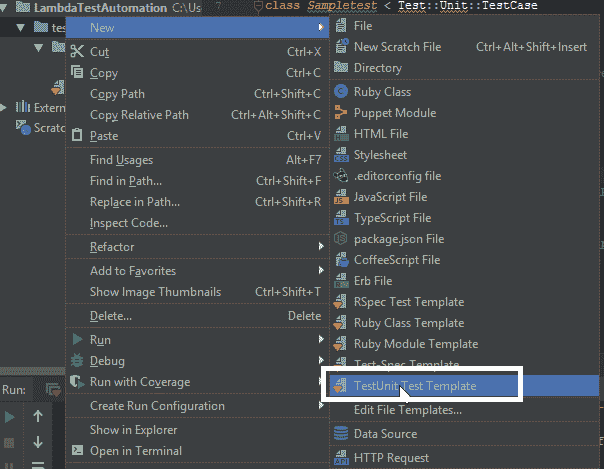 LambdaTestAutomation C:\Us
class Sampletest < Test::Unit::TestCase
tes
Extern
Scratc
New
Cut Ctrl+X
Copy Ctrl+C
Copy Path Ctrl+Shift+C
Copy Relative Path Ctrl+Alt+Shift+C
Paste Ctrl+V
Find Usages Alt+F7
Find in Path... Ctrl+Shift+F
Replace in Path... Ctrl+Shift+R
Inspect Code...
Refactor
Add to Favorites
Show Image Thumbnails Ctrl+Shift+T
Delete... Delete
Run
Debug
Run with Coverage
Create Run Configuration
Show in Explorer
Open in Terminal
File
New Scratch File Ctrl+Alt+Shift+Insert
Directory
Ruby Class
Puppet Module
HTML File
Stylesheet
.editorconfig file
JavaScript File
TypeScript File
package.json File
CoffeeScript File
Erb File
RSpec Test Template
Ruby Class Template
Ruby Module Template
Test-Spec Template
TestUnit Test Template
Edit File Templates...
Data Source
HTTP Request
Run: